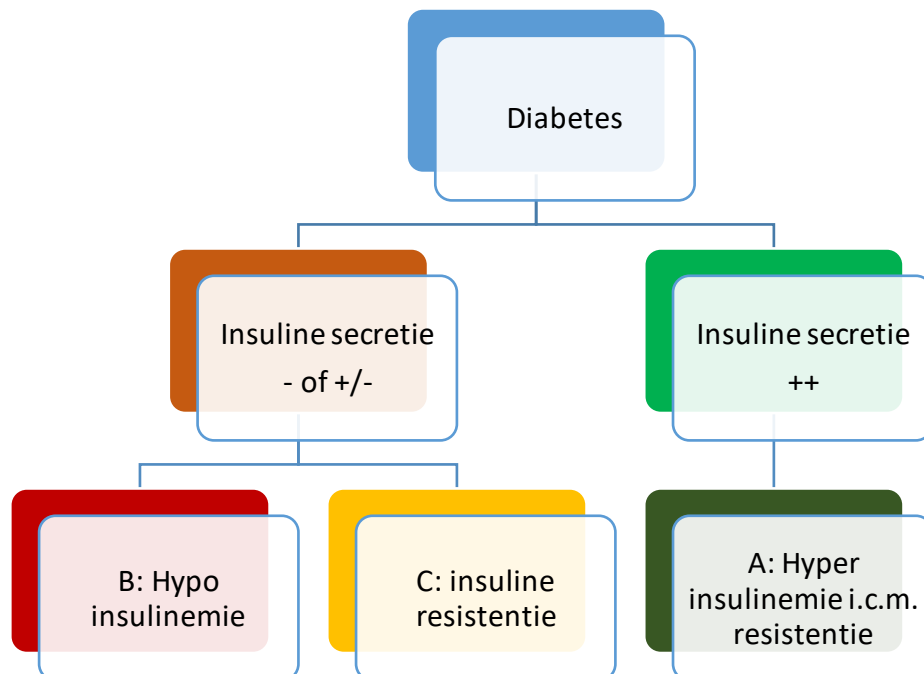 Diabetes
Insuline secretie
- of +/-
Insuline secretie
++
B: Hypo
insulinemie
C: insuline
resistentie
A: Hyper
insulinemie i.c.m.
resistentie